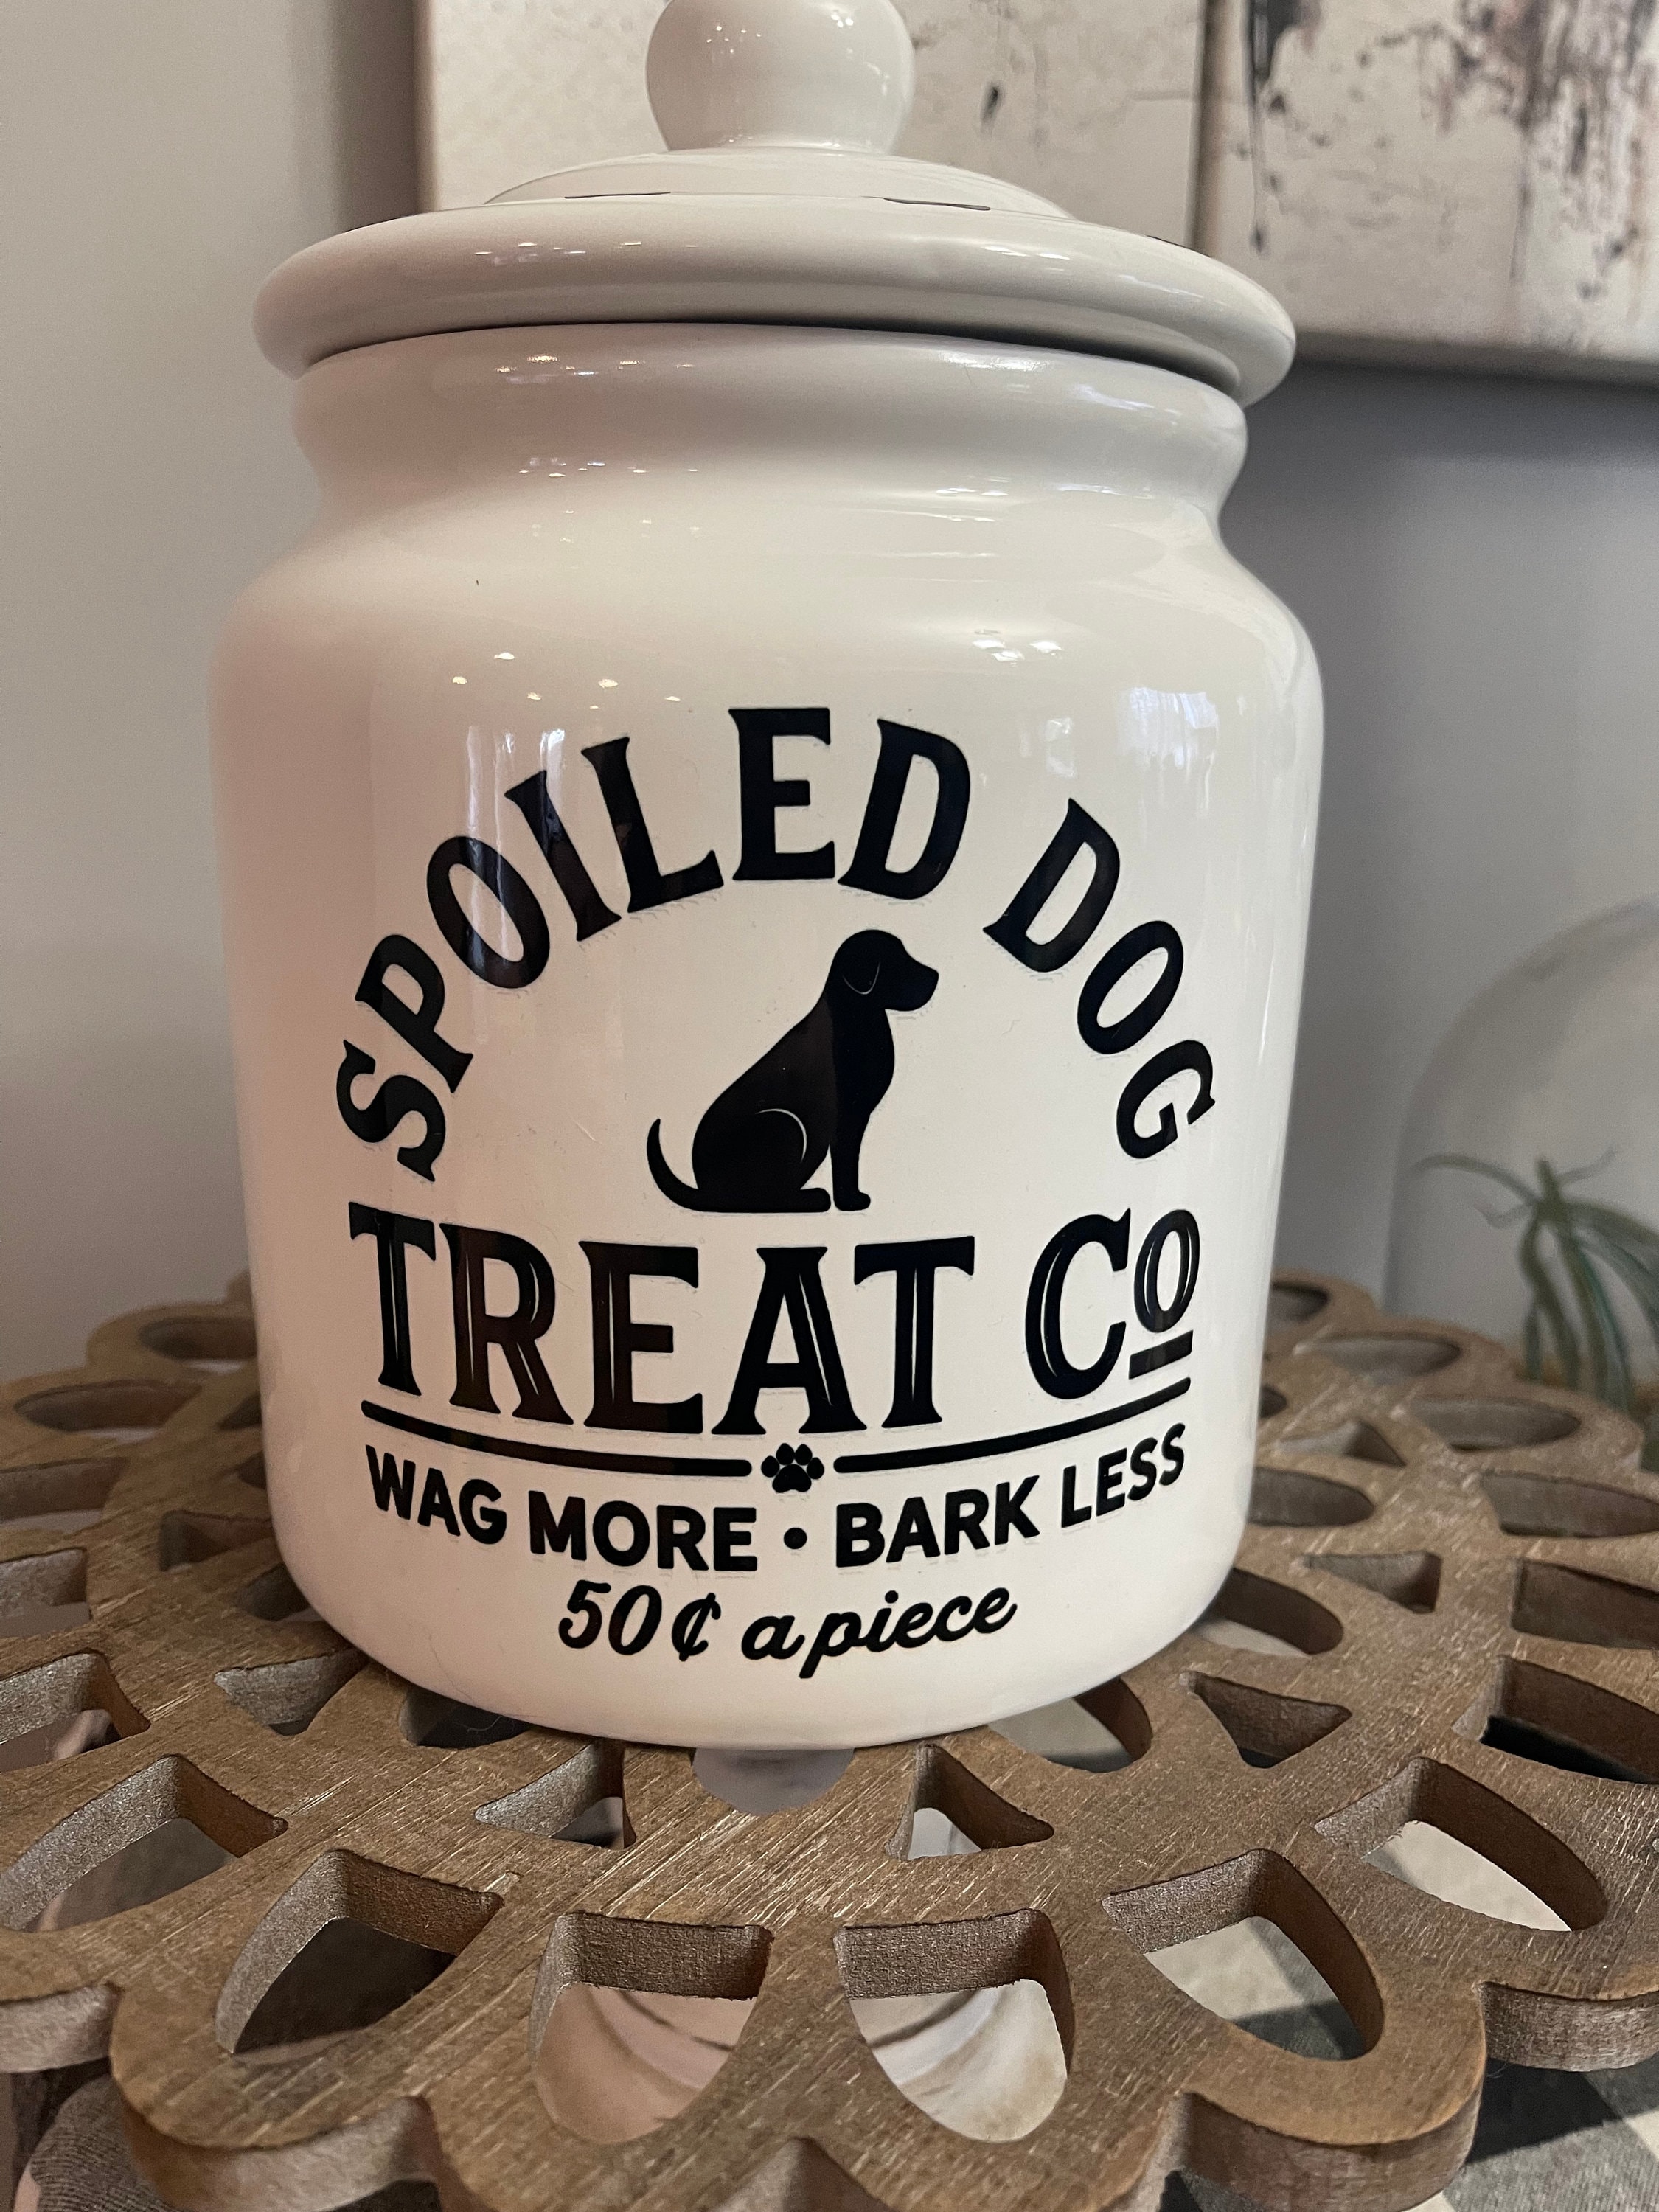 SPOILED DOG
TREAT CO
WAG MORE • BARK LESS
50¢ a piece